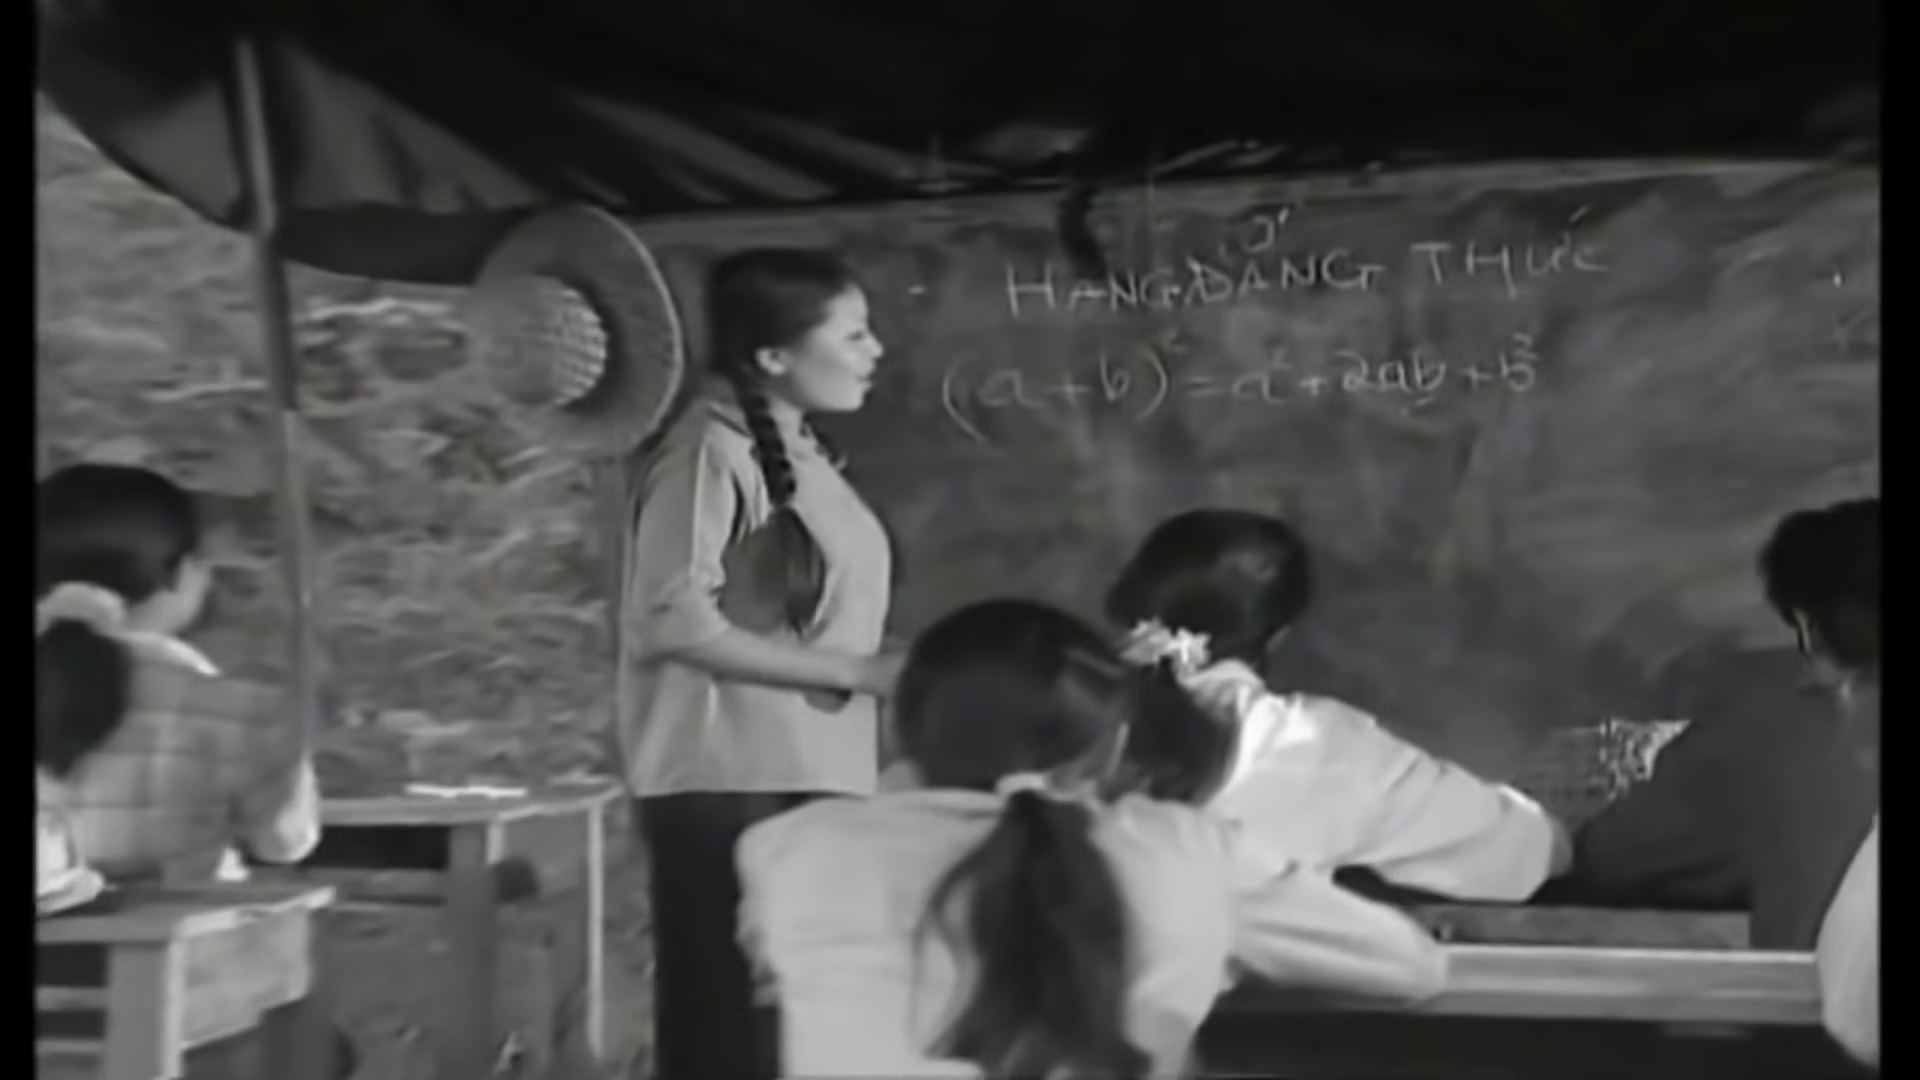 HẰNG ĐẲNG THỨC
(a+b)² = a² + 2ab + b²